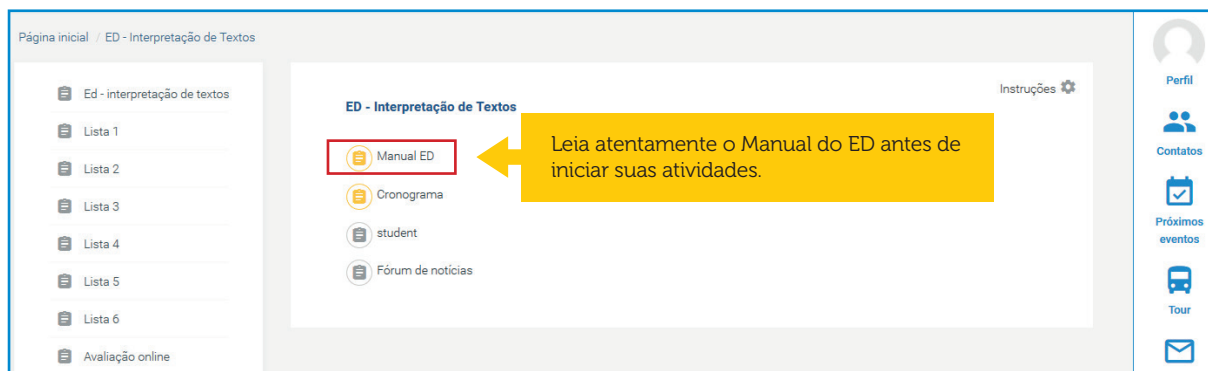 Página inicial / ED - Interpretação de Textos
Ed - interpretação de textos
Lista 1
Lista 2
Lista 3
Lista 4
Lista 5
Lista 6
Avaliação online
Instruções
ED - Interpretação de Textos
Manual ED
Cronograma
student
Fórum de notícias
Leia atentamente o Manual do ED antes de
iniciar suas atividades.
Perfil
Contatos
Próximos
eventos
Tour